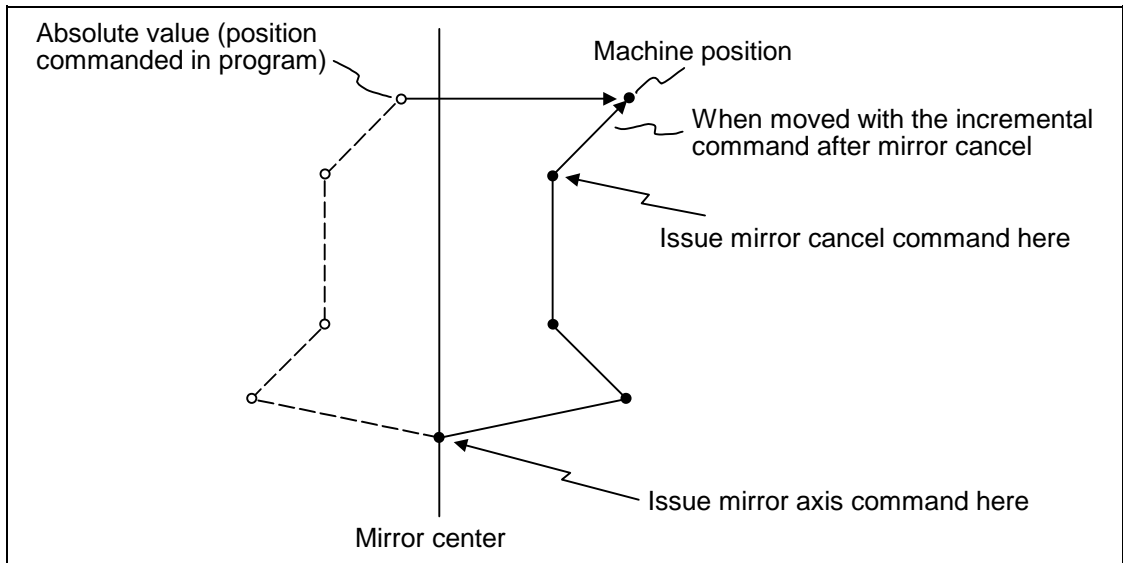 Absolute value (position
commanded in program)
Machine position
When moved with the incremental
command after mirror cancel
Issue mirror cancel command here
Issue mirror axis command here
Mirror center